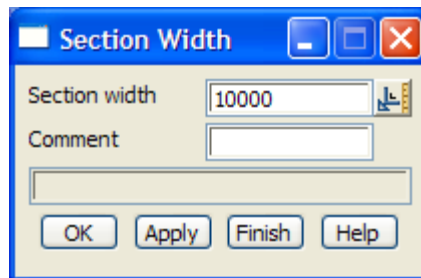 Section Width
Section width 10000
Comment
OK Apply Finish Help